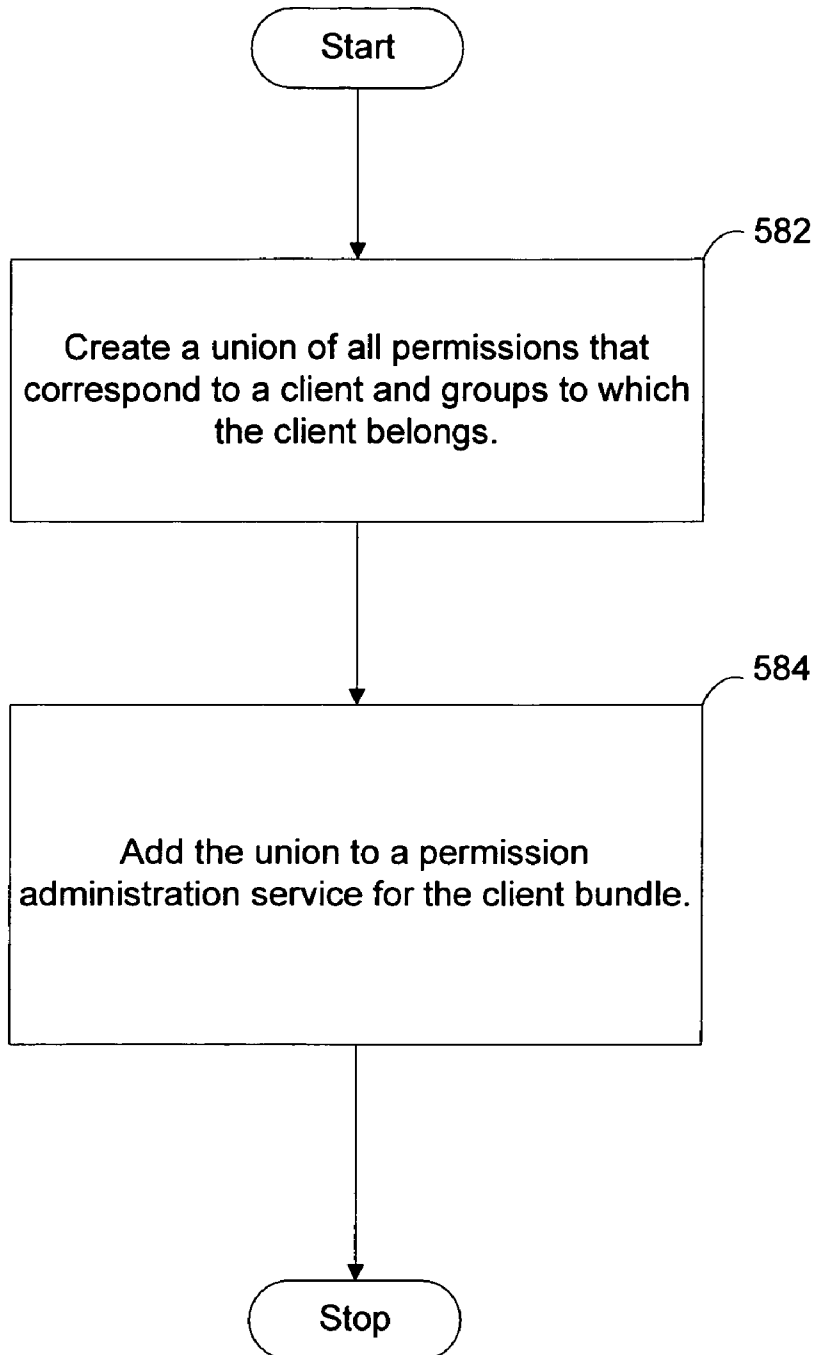 Start
582
Create a union of all permissions that
correspond to a client and groups to which
the client belongs.
584
Add the union to a permission
administration service for the client bundle.
Stop